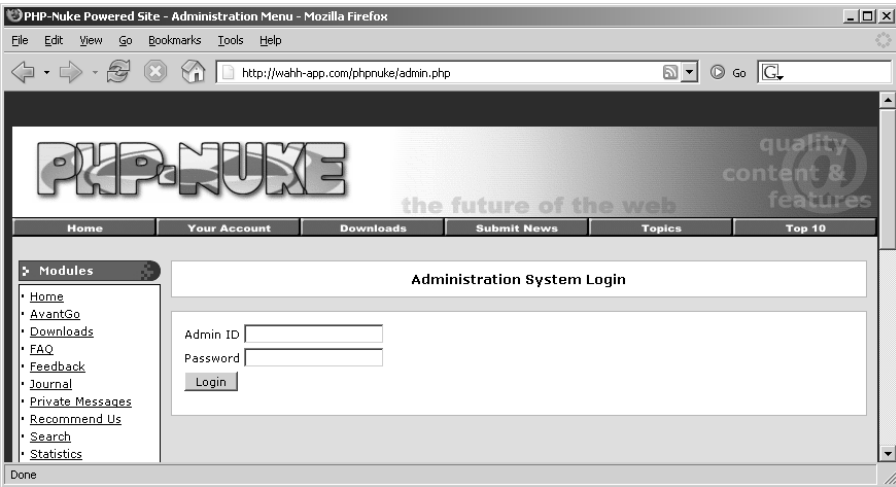 PHP-Nuke Powered Site - Administration Menu - Mozilla Firefox
File Edit View Go Bookmarks Tools Help
http://wahh-app.com/phpnuke/admin.php Go G
PHP-NUKE
the future of the web
quality
content &
features
@
Home Your Account Downloads Submit News Topics Top 10
Modules
Administration System Login
· Home
· AvantGo
· Downloads
· FAQ
· Feedback
· Journal
· Private Messages
· Recommend Us
· Search
· Statistics
Admin ID
Password
Login
Done